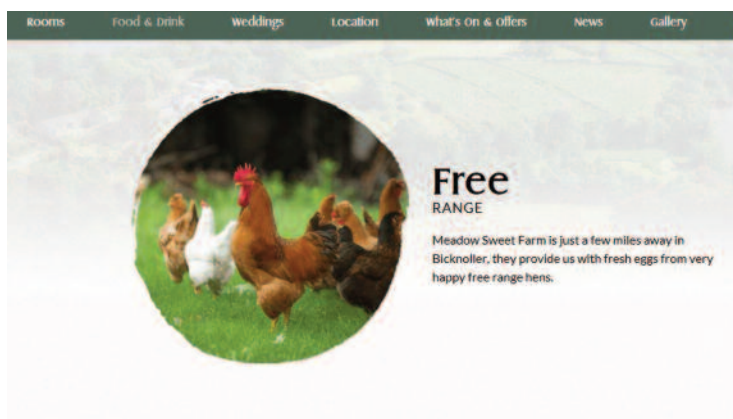 Rooms Food & Drink Weddings Location What's On & Offers News Gallery
Free
RANGE
Meadow Sweet Farm is just a few miles away in
Bicknoller, they provide us with fresh eggs from very
happy free range hens.